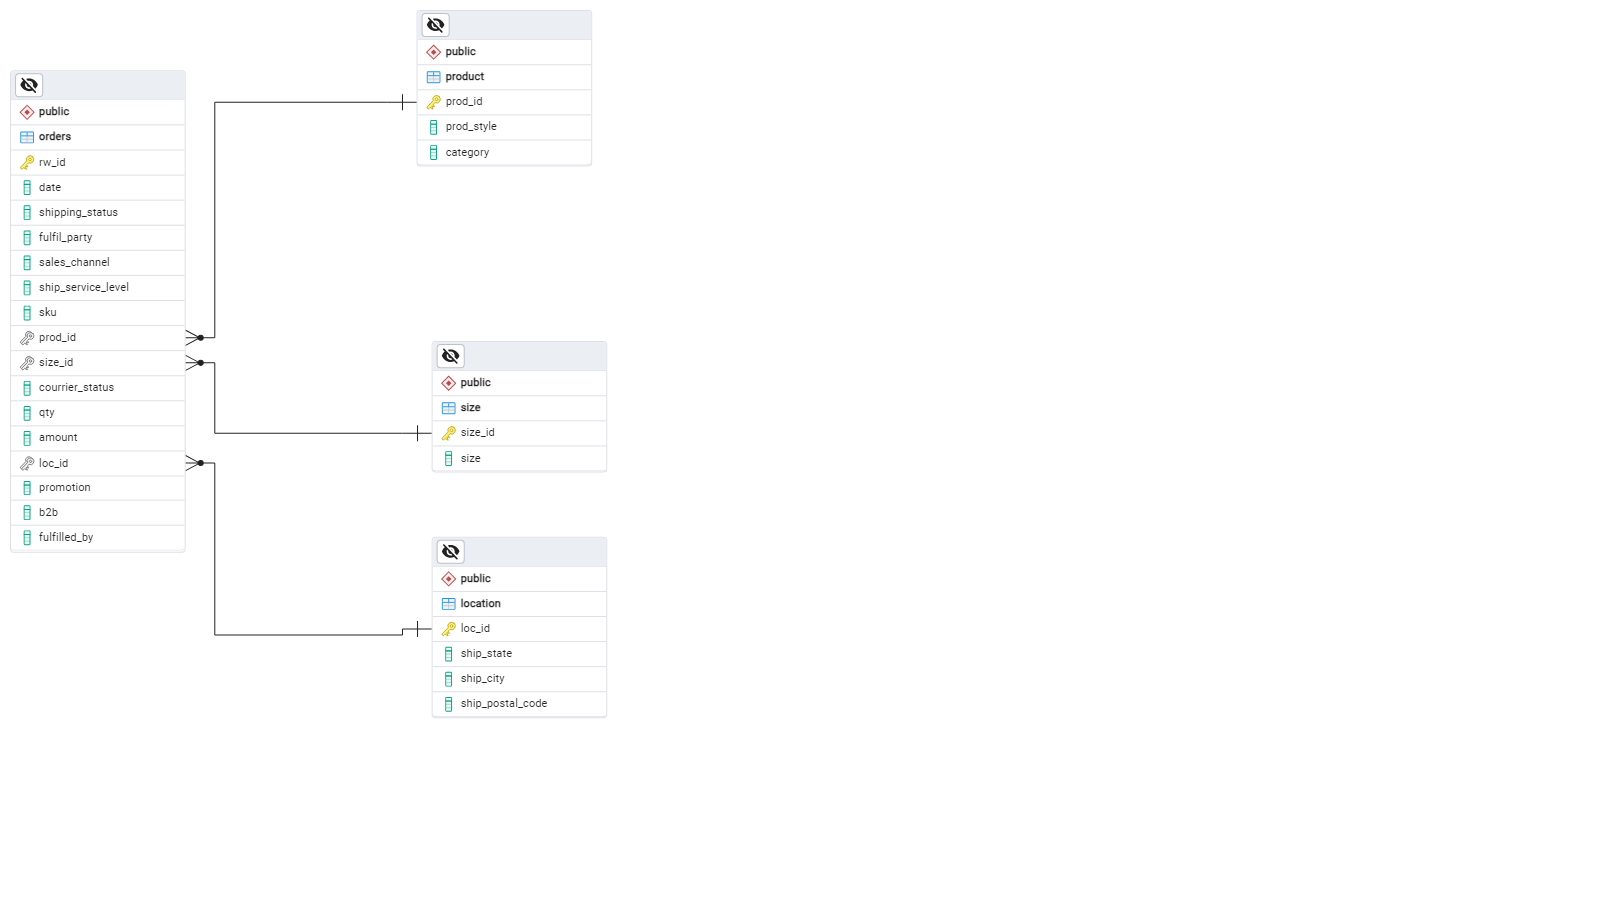 public
orders
rw_id
date
shipping_status
fulfil_party
sales_channel
ship_service_level
sku
prod_id
size_id
courrier_status
qty
amount
loc_id
promotion
b2b
fulfilled_by
public
product
prod_id
prod_style
category
public
size
size_id
size
public
location
loc_id
ship_state
ship_city
ship_postal_code